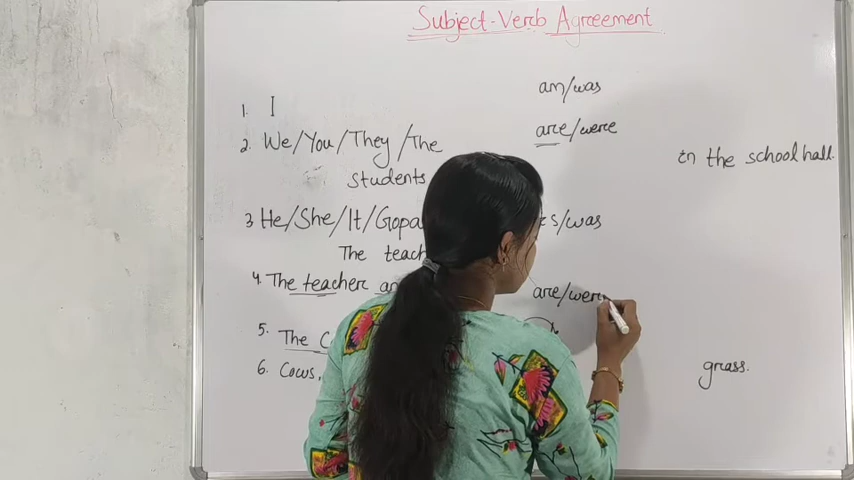 Subject-Verb Agreement
1. I am/was
2. We/You/They/The are/were
students in the school hall.
3 He/She/It/Gopa is/was
The teach
4. The teacher an are/were
5. The C
6. Cows, grass.